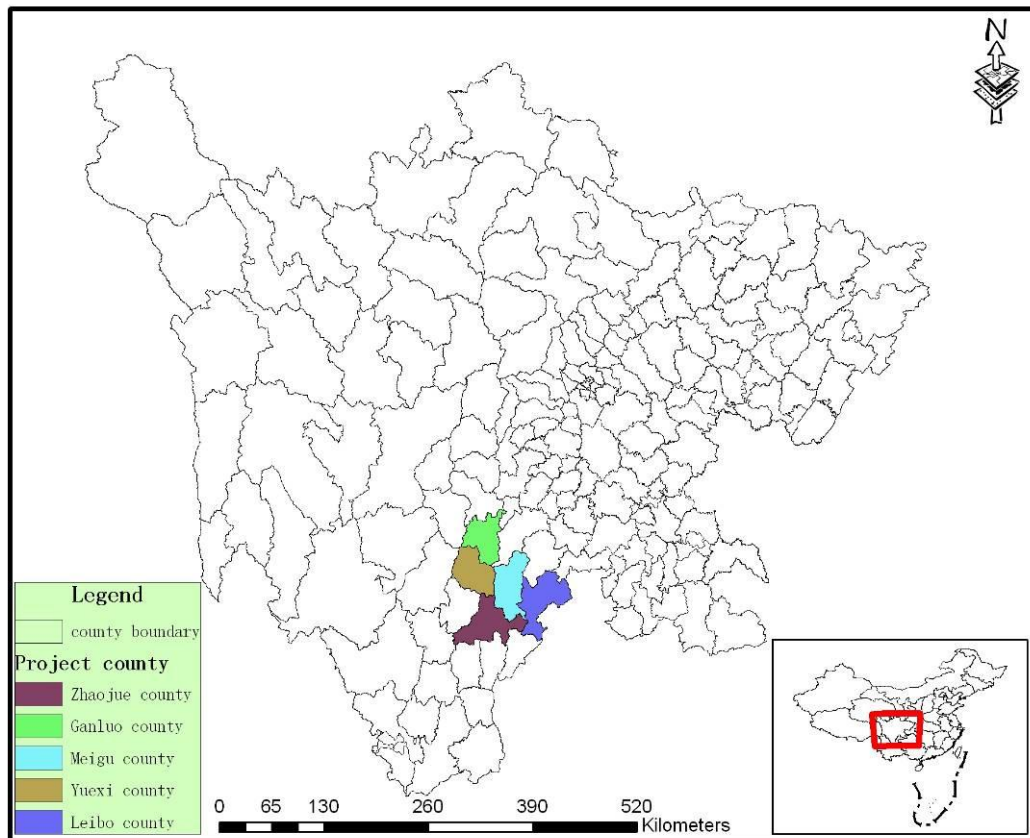 N
Legend
county boundary
Project county
Zhaojue county
Ganluo county
Meigu county
Yuexi county
Leibo county
0 65 130 260 390 520
Kilometers